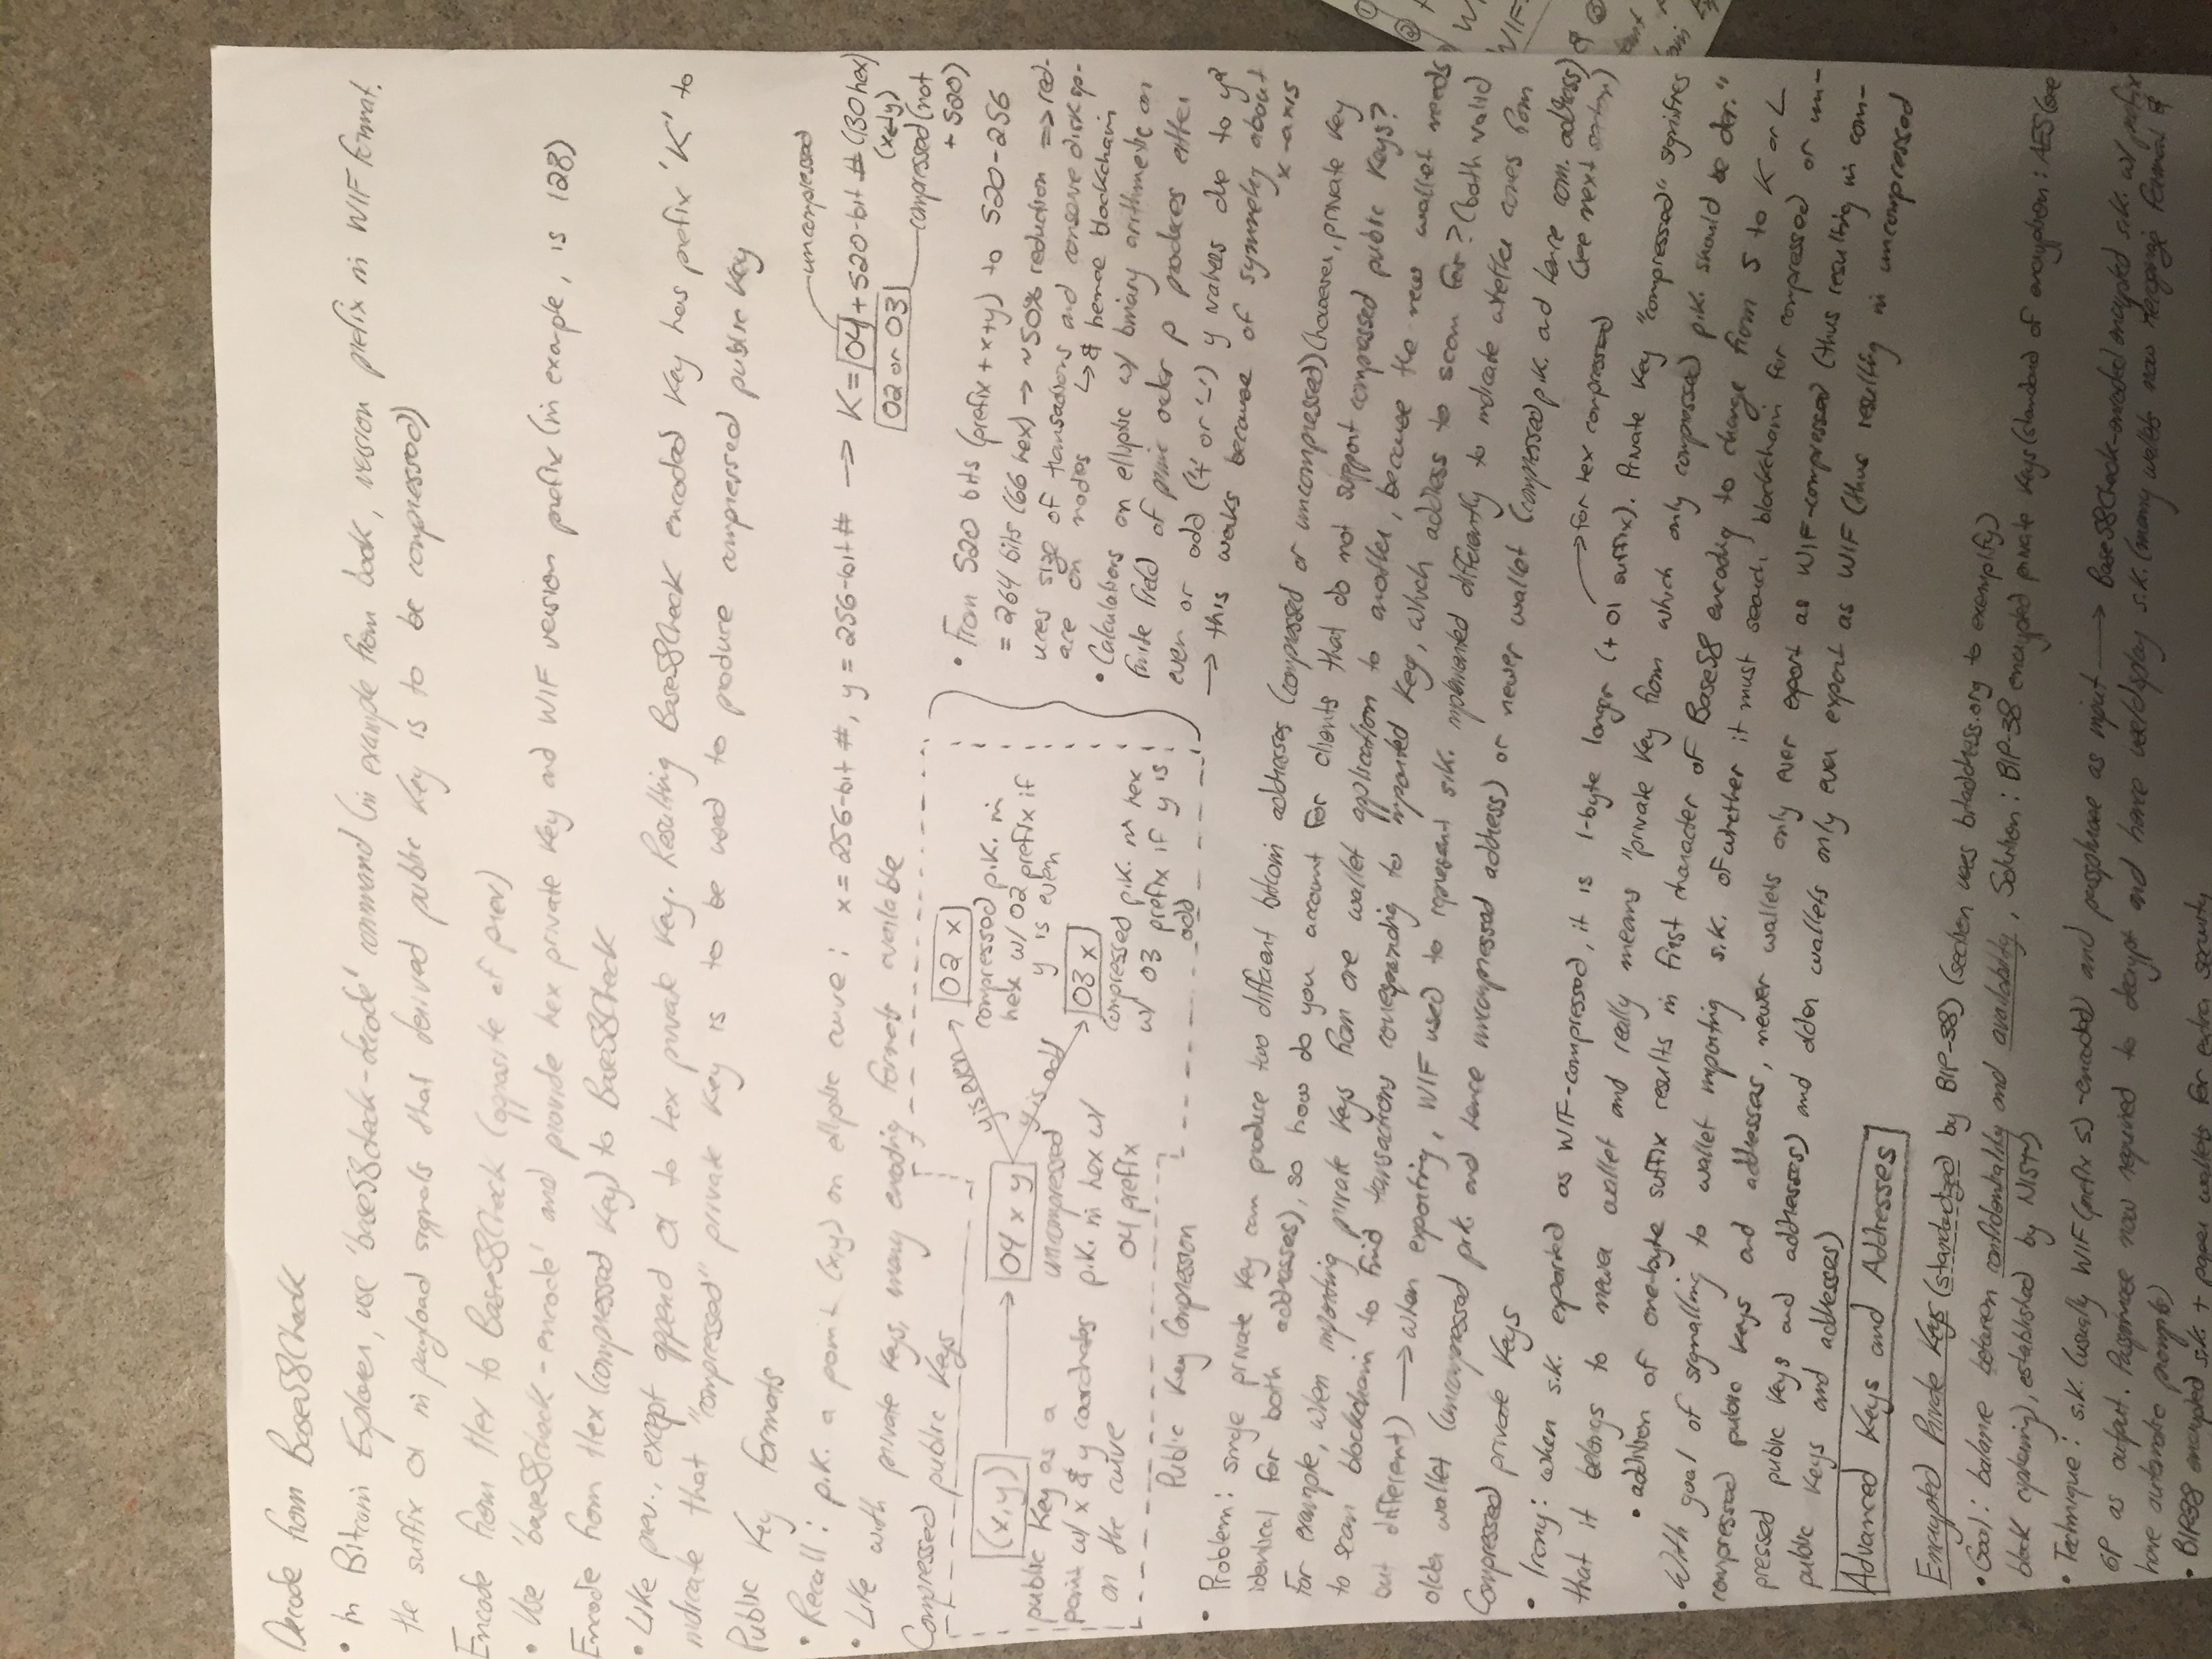 Decode from Base58Check
• In Bitcoin Explorer, use 'base58check-decode' command (in example from book, version prefix in WIF format.
the suffix 01 in payload signals that derived public key is to be compressed)
Encode from Hex to Base58Check (opposite of prev)
• Use 'base58check-encode' and provide hex private key and WIF version prefix (in example, is 128)
Encode from Hex (compressed key) to Base58Check
• Like prev., except append 01 to hex private key. Resulting Base58Check encoded key has prefix 'K' to
indicate that "compressed" private key is to be used to produce compressed public key
Public Key Formats
• Recall: p.k. a point (x,y) on elliptic curve: x = 256-bit #, y = 256-bit # → K = 04 + 520-bit # (130 hex)
uncompressed
(x+y)
02 or 03
compressed (not
+ 520)
• Like with private keys, many encoding formats available
Compressed public keys
(x,y)
public key as a
point w/ x & y coordinates
on the curve
04 x y
uncompressed
p.k. in hex w/
04 prefix
y is even
02 x
compressed p.k. in
hex w/ 02 prefix if
y is even
y is odd
03 x
compressed p.k. in hex
w/ 03 prefix if y is
odd
Public Key Compression
• From 520 bits (prefix + x + y) to 520-256
= 264 bits (66 hex) → ~50% reduction ⇒ red-
uces size of transactions and conserve disk sp-
ace on nodes ↳ & hence blockchain
• Calculations on elliptic w/ binary arithmetic on
finite field of prime order p produces either
even or odd ('+' or '-') y values due to y²
→ this works because of symmetry about
x-axis
• Problem: single private key can produce two different bitcoin addresses (compressed or uncompressed) (however, private key
identical for both addresses), so how do you account for clients that do not support compressed public keys?
For example, when importing private keys from one wallet application to another, because the new wallet needs
to scan blockchain to find transactions corresponding to imported key, which address to scan for? (both valid
but different) → when exporting, WIF used to represent s.k. implemented differently to indicate whether comes from
older wallet (uncompressed p.k. and hence uncompressed address) or newer wallet (compressed p.k. and hence com. address)
(see next section)
Compressed private keys
→ for hex compressed
• Irony: when s.k. exported as WIF-compressed, it is 1-byte longer (+ 01 suffix). Private key "compressed" signifies
that it belongs to newer wallet and really means "private key from which only compressed p.k. should be der."
• addition of one-byte suffix results in first character of Base58 encoding to change from 5 to K or L
• With goal of signalling to wallet importing s.k. of whether it must search blockchain for compressed or un-
compressed public keys and addresses, newer wallets only ever export as WIF-compressed (thus resulting in com-
pressed public keys and addresses) and older wallets only ever export as WIF (thus resulting in uncompressed
public keys and addresses)
Advanced Keys and Addresses
Encrypted Private Keys (standardized by BIP-38) (section uses bitaddress.org to exemplify)
• Goal: balance between confidentiality and availability, Solution: BIP-38 encrypted private keys (standard of encryption: AES
block ciphering), established by NIST)
• Technique: s.k. (usually WIF (prefix 5) -encoded) and passphrase as input → Base58Check-encoded encrypted s.k. w/ prefix
6P as output. Passphrase now required to decrypt and have wallet display s.k. (many wallets now recognize format &
have automatic prompts)
• BIP38 encrypted s.k. + paper wallets for extra security